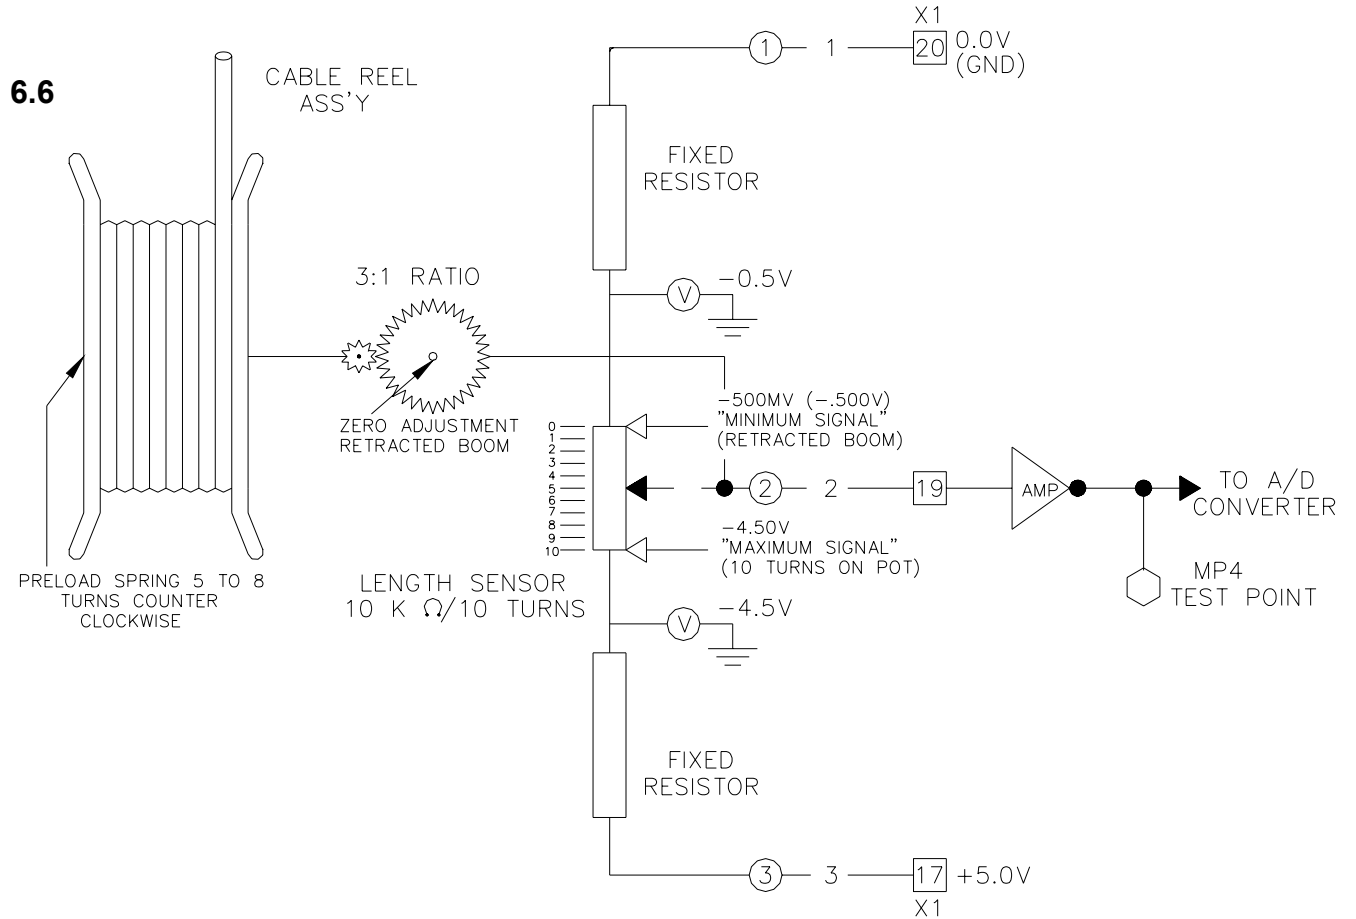 6.6
CABLE REEL
ASS'Y
X1
1 1 20 0.0V
(GND)
FIXED
RESISTOR
3:1 RATIO
V -0.5V
ZERO ADJUSTMENT
RETRACTED BOOM
-500MV (-.500V)
"MINIMUM SIGNAL"
(RETRACTED BOOM)
0
1
2
3
4
5
6
7
8
9
10
2 2 19
AMP
TO A/D
CONVERTER
-4.50V
"MAXIMUM SIGNAL"
(10 TURNS ON POT)
MP4
TEST POINT
PRELOAD SPRING 5 TO 8
TURNS COUNTER
CLOCKWISE
LENGTH SENSOR
10 K Ω/10 TURNS
V -4.5V
FIXED
RESISTOR
3 3 17 +5.0V
X1